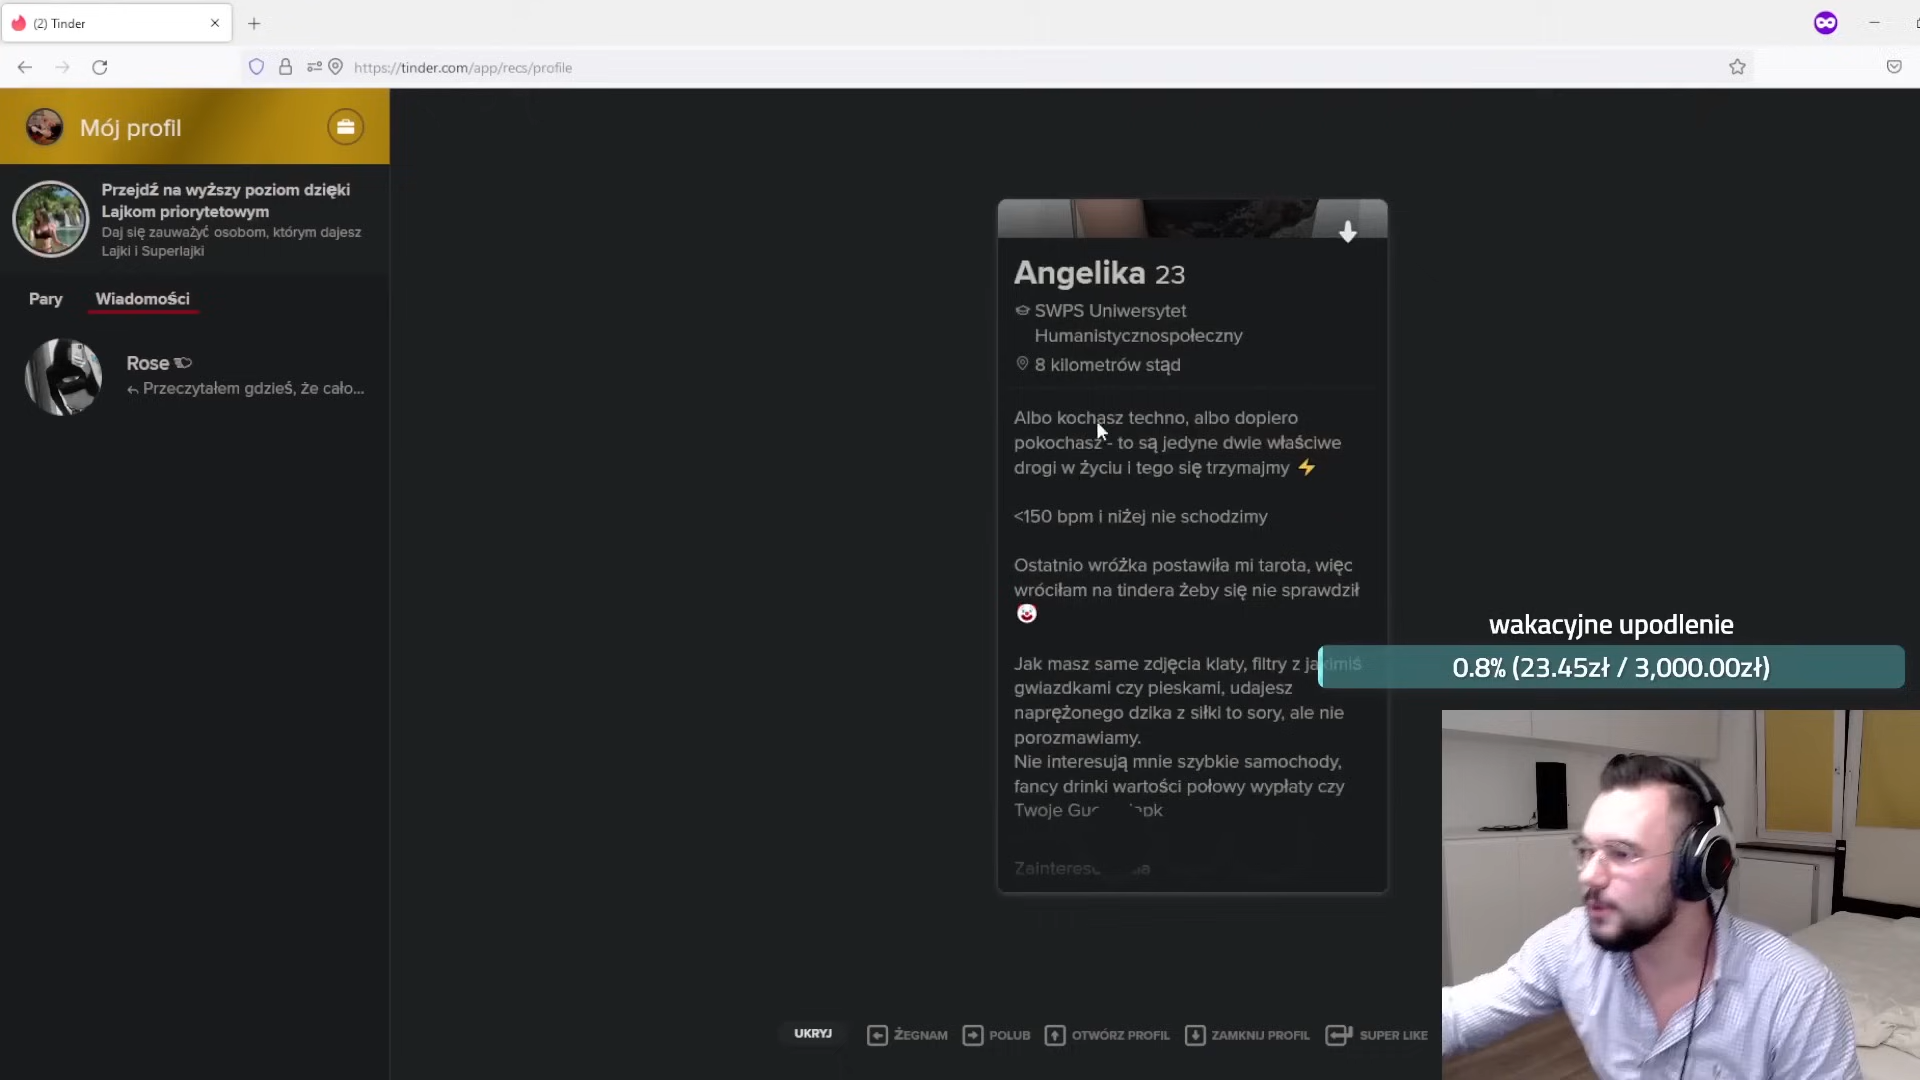 (2) Tinder
https://tinder.com/app/recs/profile
Mój profil
Przejdź na wyższy poziom dzięki
Lajkom priorytetowym
Daj się zauważyć osobom, którym dajesz
Lajki i Superlajki
Pary
Wiadomości
Rose
Przeczytałem gdzieś, że cało...
Angelika 23
SWPS Uniwersytet
Humanistycznospołeczny
8 kilometrów stąd
Albo kochasz techno, albo dopiero
pokochasz - to są jedyne dwie właściwe
drogi w życiu i tego się trzymajmy ⚡
<150 bpm i niżej nie schodzimy
Ostatnio wróżka postawiła mi tarota, więc
wróciłam na tindera żeby się nie sprawdził
🤡
Jak masz same zdjęcia klaty, filtry z jakimiś
gwiazdkami czy pieskami, udajesz
naprężonego dzika z siłki to sory, ale nie
porozmawiamy.
Nie interesują mnie szybkie samochody,
fancy drinki wartości połowy wypłaty czy
Twoje
wakacyjne upodlenie
0.8% (23.45zł / 3,000.00zł)
UKRYJ
ŻEGNAM
POLUB
OTWÓRZ PROFIL
ZAMKNIJ PROFIL
SUPER LIKE